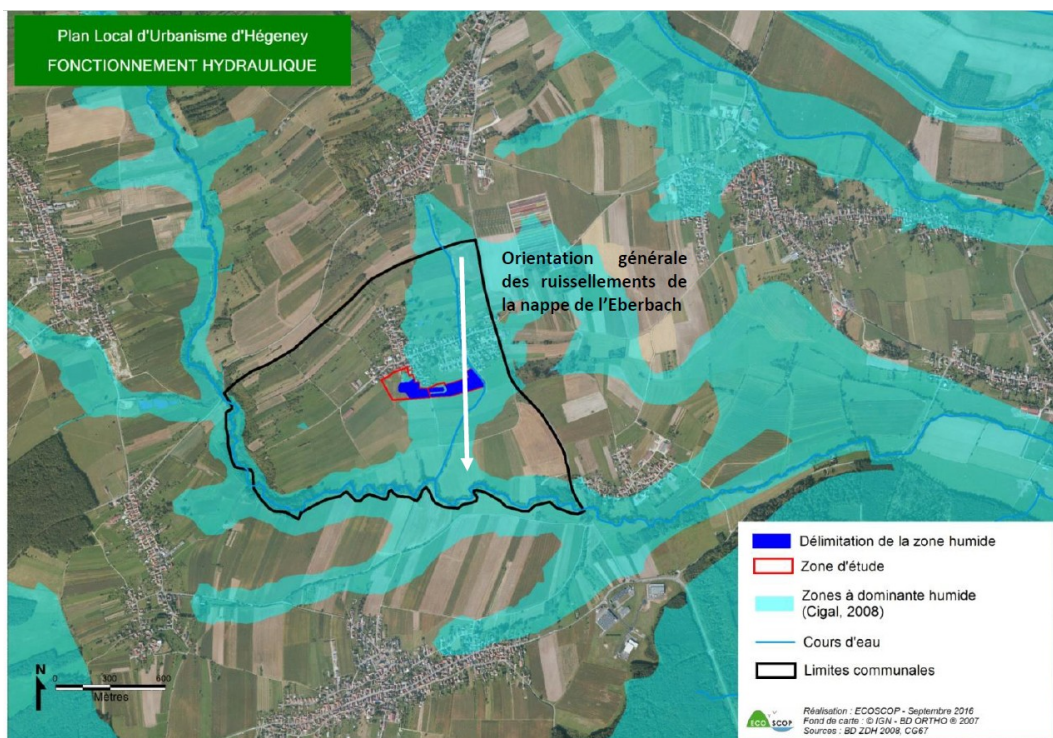 Plan Local d'Urbanisme d'Hégeney
FONCTIONNEMENT HYDRAULIQUE
Orientation générale
des ruissellements de
la nappe de l'Eberbach
Délimitation de la zone humide
Zone d'étude
Zones à dominante humide
(Cigal, 2008)
Cours d'eau
Limites communales
N
0 300 600
Mètres
ECO SCOP
Réalisation : ECOSCOP - Septembre 2016
Fond de carte : © IGN - BD ORTHO ® 2007
Sources : BD ZDH 2008, CG67